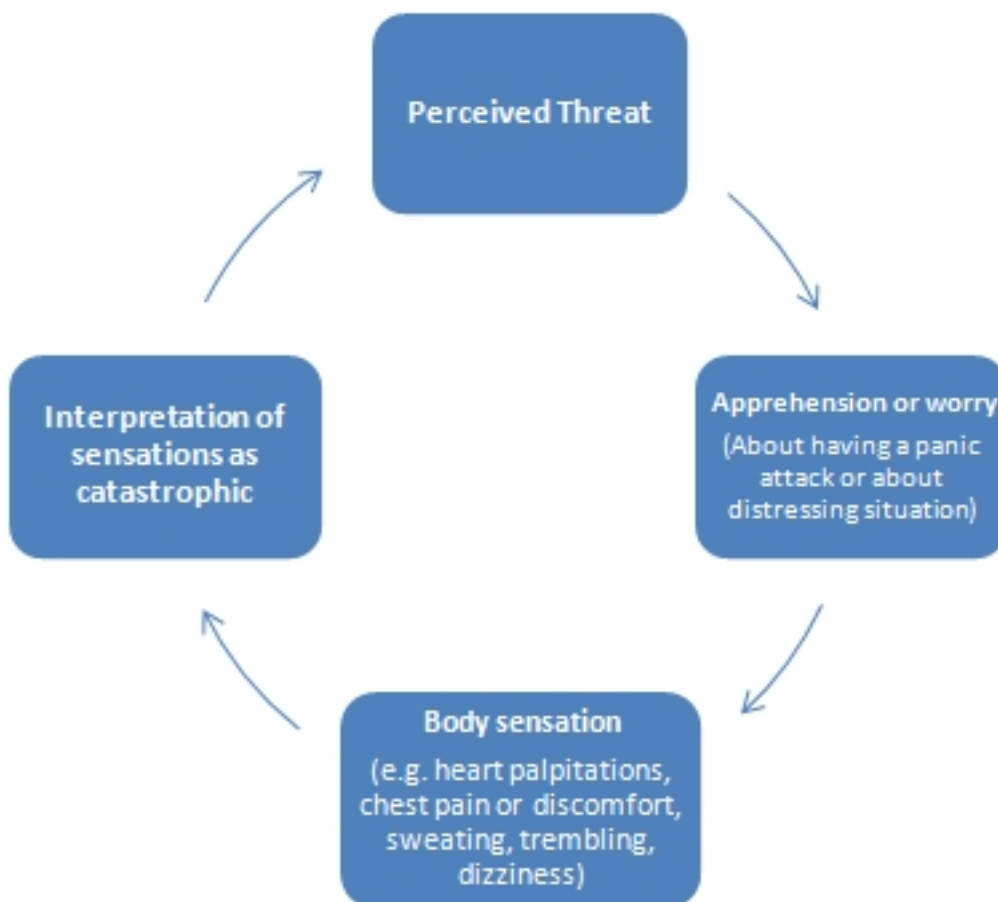 Perceived Threat
Apprehension or worry
(About having a panic
attack or about
distressing situation)
Body sensation
(e.g. heart palpitations,
chest pain or discomfort,
sweating, trembling,
dizziness)
Interpretation of
sensations as
catastrophic